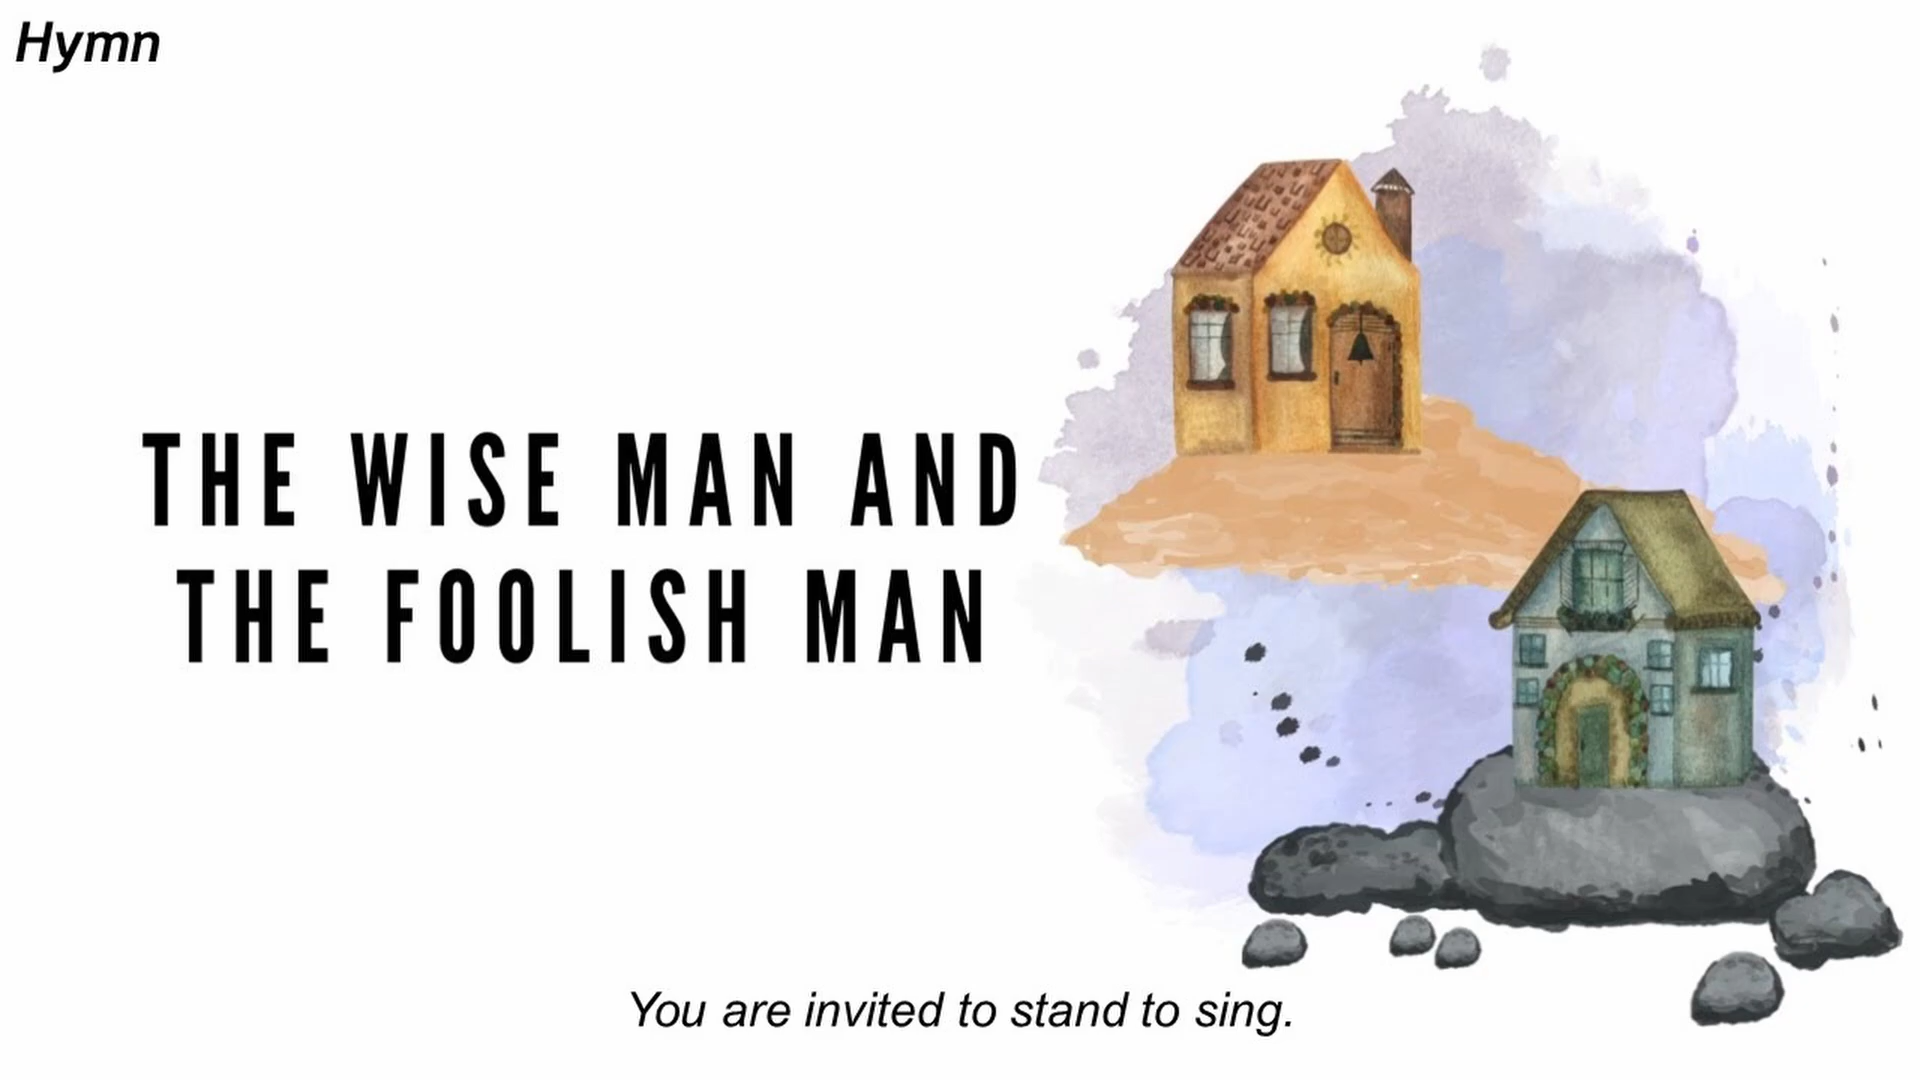 Hymn
THE WISE MAN AND
THE FOOLISH MAN
You are invited to stand to sing.